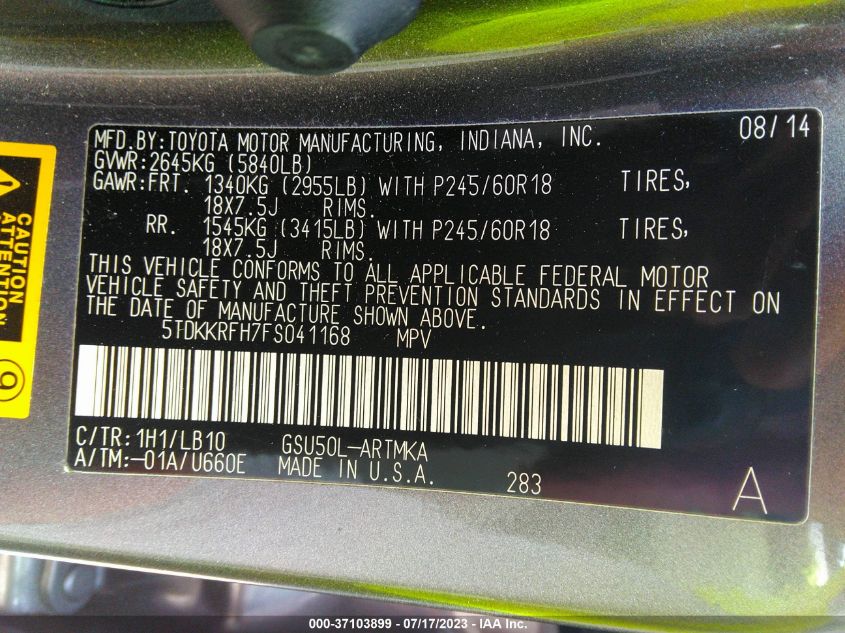 MFD.BY:TOYOTA MOTOR MANUFACTURING, INDIANA, INC. 08/14
GVWR:2645KG (5840LB)
GAWR:FRT. 1340KG (2955LB) WITH P245/60R18 TIRES,
18X7.5J RIMS.
RR. 1545KG (3415LB) WITH P245/60R18 TIRES,
18X7.5J RIMS.
THIS VEHICLE CONFORMS TO ALL APPLICABLE FEDERAL MOTOR
VEHICLE SAFETY AND THEFT PREVENTION STANDARDS IN EFFECT ON
THE DATE OF MANUFACTURE SHOWN ABOVE.
5TDKKRFH7FS041168 MPV
C/TR:1H1/LB10 GSU50L-ARTMKA
A/TM:-01A/U660E MADE IN U.S.A. 283 A
CAUTION
ATTENTION
9
000-37103899 - 07/17/2023 - IAA Inc.